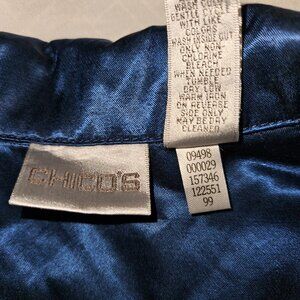 WASH COLD
GENTLE CYCLE
WITH LIKE
COLORS
WASH INSIDE OUT
ONLY NON-
CHLORINE
BLEACH
WHEN NEEDED
TUMBLE
DRY LOW
WARM IRON
ON REVERSE
SIDE ONLY
MAY BE DRY
CLEANED
CHICO'S
09498
000029
157346
122551
99